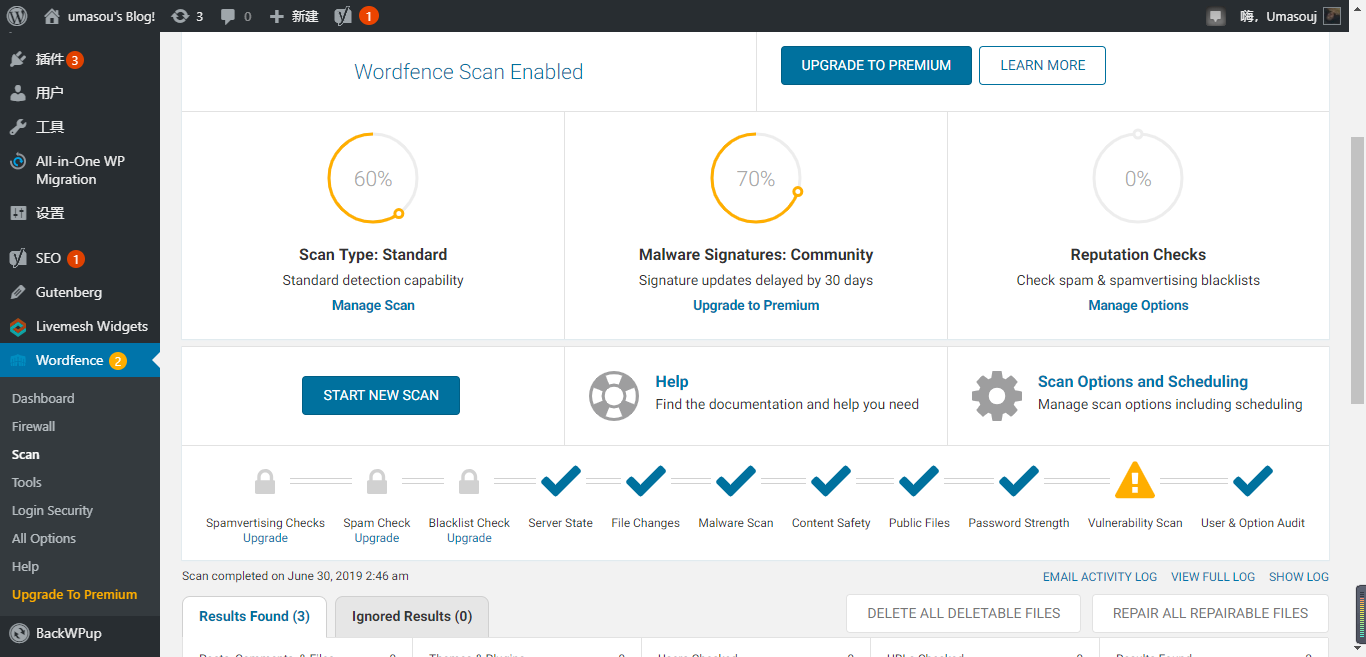 umasou's Blog! 3 0 新建 1 嗨，Umasouj
插件 3
用户
工具
All-in-One WP
Migration
设置
SEO 1
Gutenberg
Livemesh Widgets
Wordfence 2
Dashboard
Firewall
Scan
Tools
Login Security
All Options
Help
Upgrade To Premium
BackWPup
Wordfence Scan Enabled
UPGRADE TO PREMIUM
LEARN MORE
60%
Scan Type: Standard
Standard detection capability
Manage Scan
70%
Malware Signatures: Community
Signature updates delayed by 30 days
Upgrade to Premium
0%
Reputation Checks
Check spam & spamvertising blacklists
Manage Options
START NEW SCAN
Help
Find the documentation and help you need
Scan Options and Scheduling
Manage scan options including scheduling
Spamvertising Checks
Upgrade
Spam Check
Upgrade
Blacklist Check
Upgrade
Server State
File Changes
Malware Scan
Content Safety
Public Files
Password Strength
Vulnerability Scan
User & Option Audit
Scan completed on June 30, 2019 2:46 am
EMAIL ACTIVITY LOG VIEW FULL LOG SHOW LOG
Results Found (3)
Ignored Results (0)
DELETE ALL DELETABLE FILES
REPAIR ALL REPAIRABLE FILES